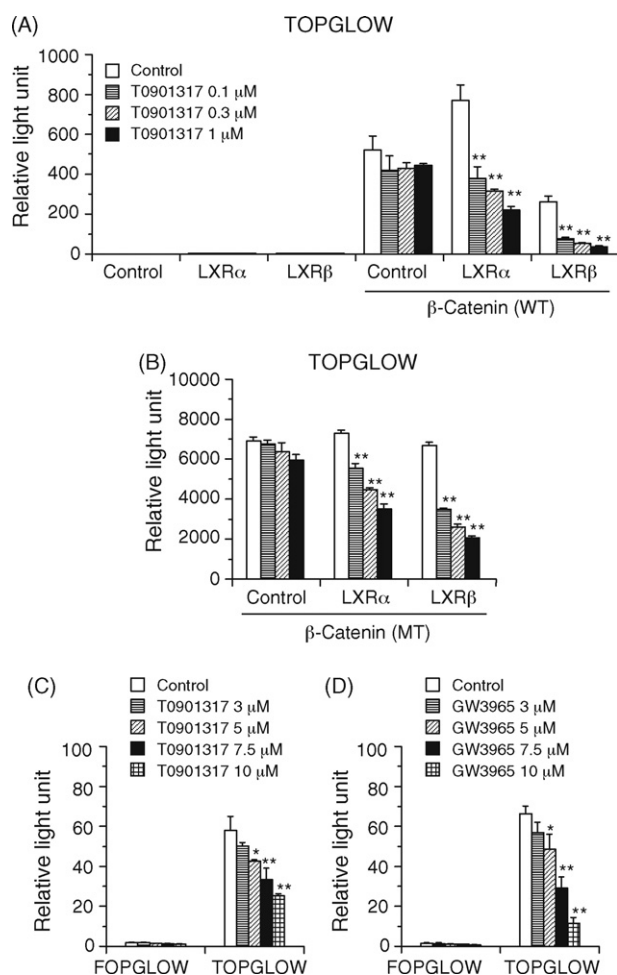 (A)
TOPGLOW
Relative light unit
1000
800
600
400
200
0
Control
T0901317 0.1 μM
T0901317 0.3 μM
T0901317 1 μM
** ** **
** ** **
Control LXRα LXRβ Control LXRα LXRβ
β-Catenin (WT)
(B)
TOPGLOW
Relative light unit
10000
8000
6000
4000
2000
0
** ** **
** ** **
Control LXRα LXRβ
β-Catenin (MT)
(C)
Control
T0901317 3 μM
T0901317 5 μM
T0901317 7.5 μM
T0901317 10 μM
Relative light unit
100
80
60
40
20
0
* ** **
FOPGLOW TOPGLOW
(D)
Control
GW3965 3 μM
GW3965 5 μM
GW3965 7.5 μM
GW3965 10 μM
Relative light unit
100
80
60
40
20
0
* ** **
FOPGLOW TOPGLOW